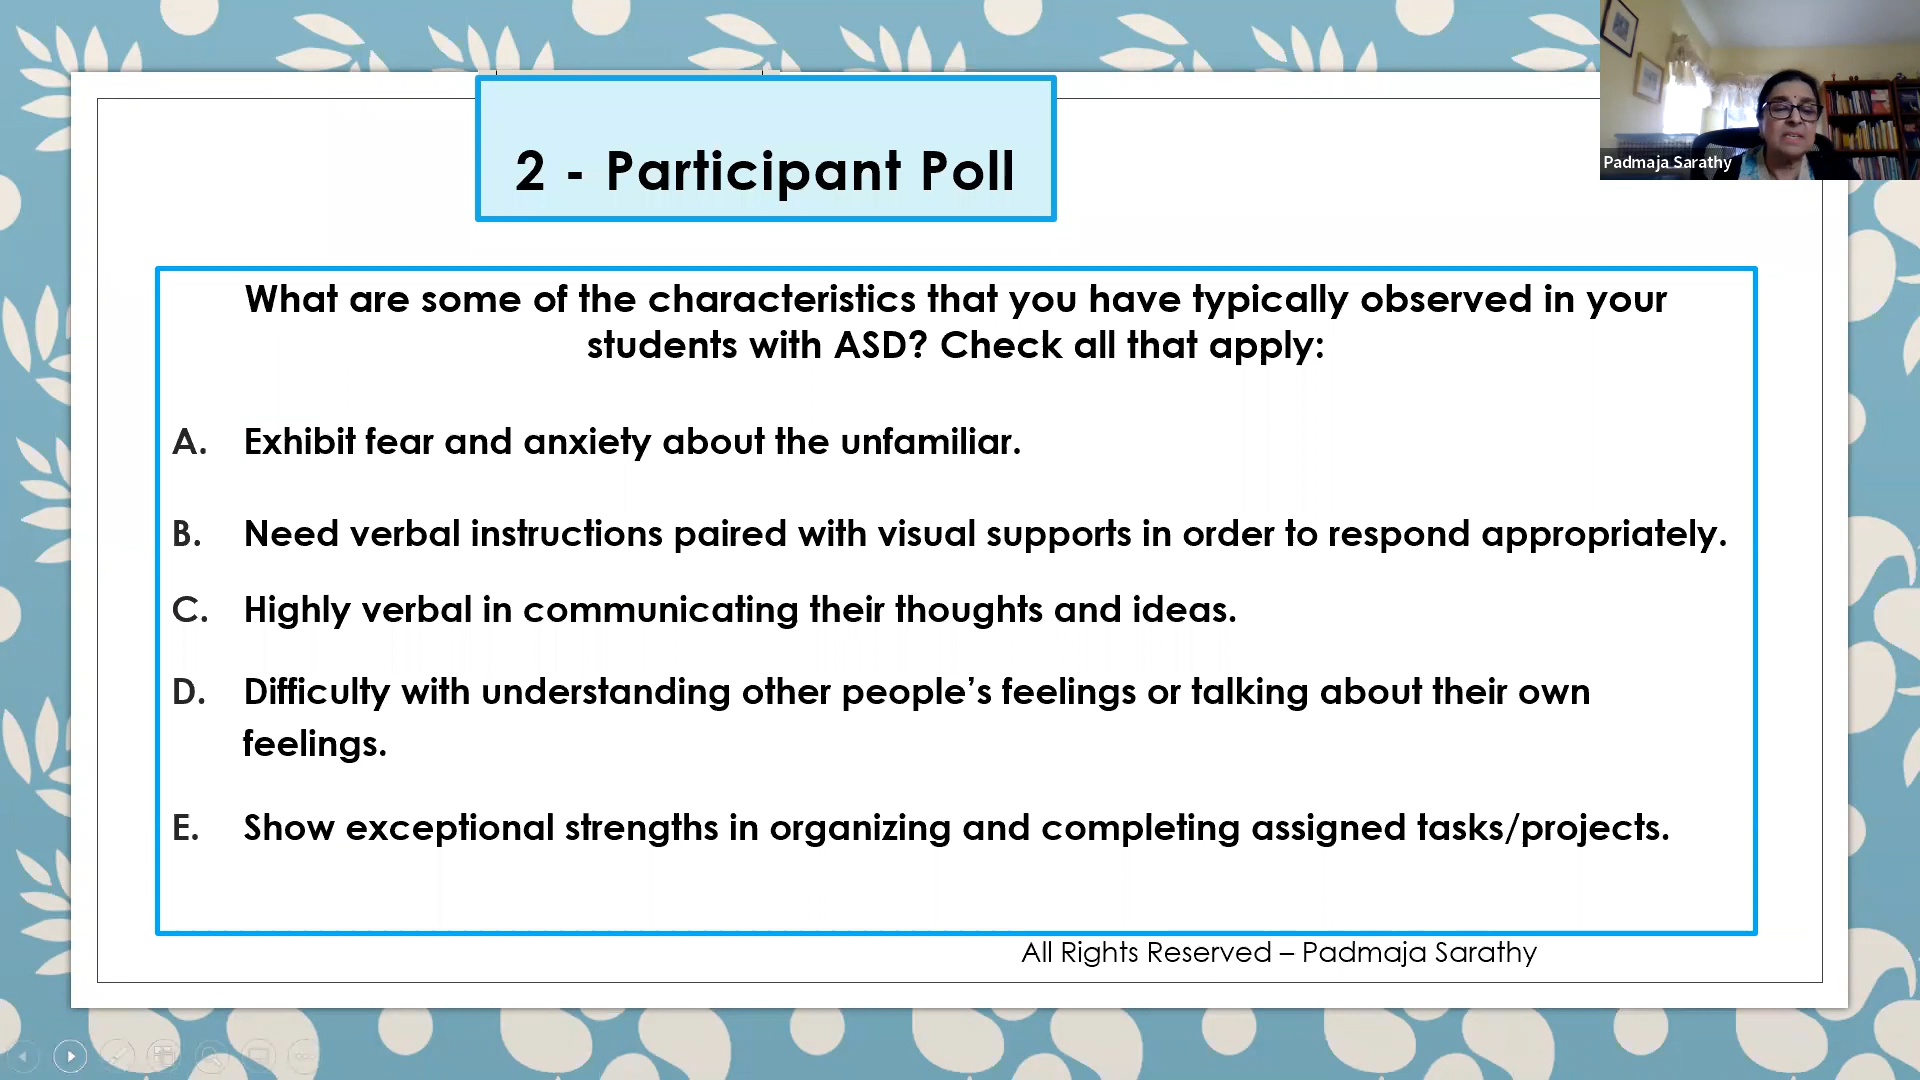 2 - Participant Poll
Padmaja Sarathy
What are some of the characteristics that you have typically observed in your
students with ASD? Check all that apply:
A. Exhibit fear and anxiety about the unfamiliar.
B. Need verbal instructions paired with visual supports in order to respond appropriately.
C. Highly verbal in communicating their thoughts and ideas.
D. Difficulty with understanding other people’s feelings or talking about their own
feelings.
E. Show exceptional strengths in organizing and completing assigned tasks/projects.
All Rights Reserved – Padmaja Sarathy